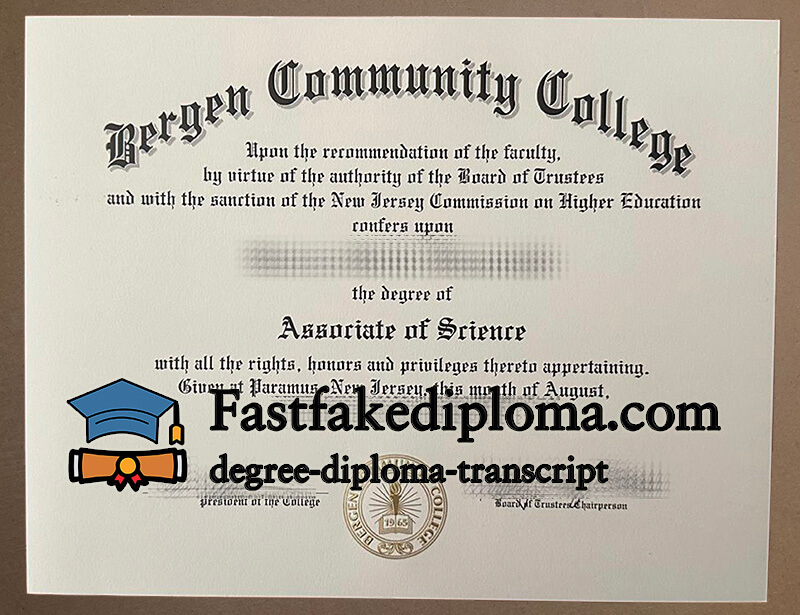 Bergen Community College
Upon the recommendation of the faculty,
by virtue of the authority of the Board of Trustees
and with the sanction of the New Jersey Commission on Higher Education
confers upon
the degree of
Associate of Science
with all the rights, honors and privileges thereto appertaining.
Given at Paramus, New Jersey, this month of August,
Fastfakediploma.com
degree-diploma-transcript
President of the College
Board of Trustees Chairperson
BERGEN COMMUNITY COLLEGE
1965